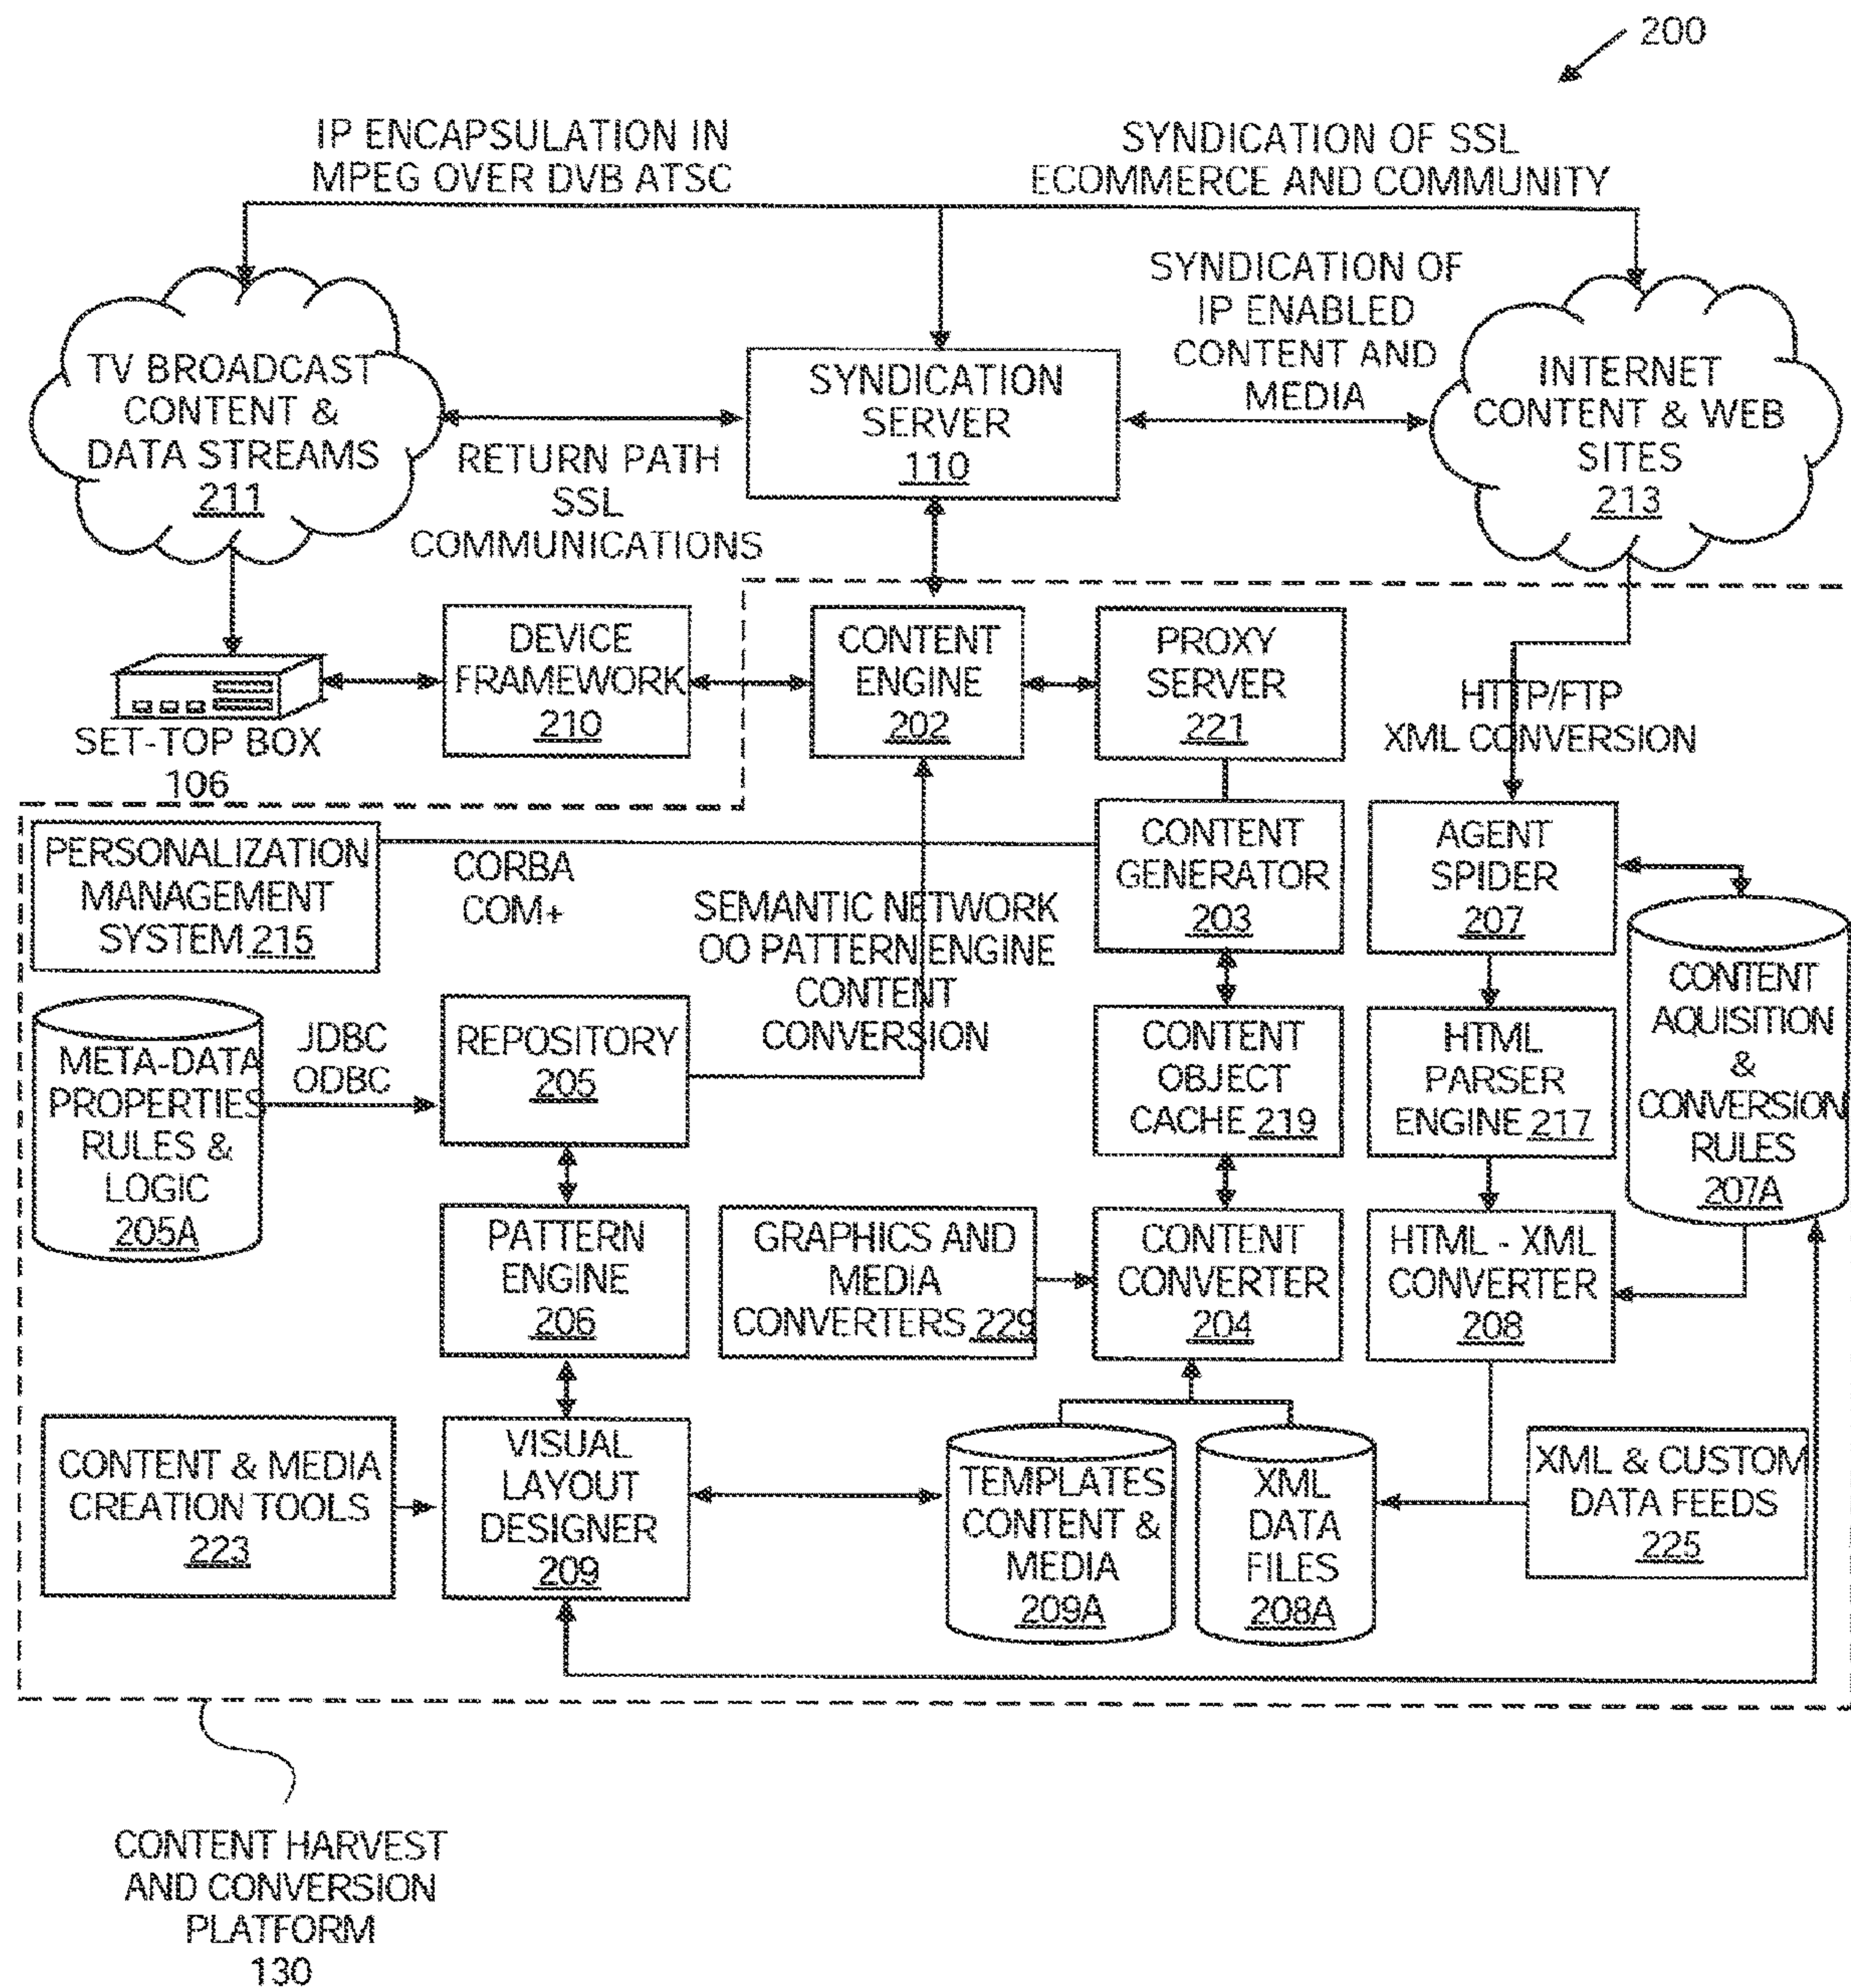 200
IP ENCAPSULATION IN
MPEG OVER DVB ATSC
SYNDICATION OF SSL
ECOMMERCE AND COMMUNITY
TV BROADCAST
CONTENT &
DATA STREAMS
211
SYNDICATION
SERVER
110
SYNDICATION OF
IP ENABLED
CONTENT AND
MEDIA
INTERNET
CONTENT & WEB
SITES
213
RETURN PATH
SSL
COMMUNICATIONS
SET-TOP BOX
106
DEVICE
FRAMEWORK
210
CONTENT
ENGINE
202
PROXY
SERVER
221
HTTP/FTP
XML CONVERSION
PERSONALIZATION
MANAGEMENT
SYSTEM 215
CORBA
COM+
SEMANTIC NETWORK
OO PATTERN ENGINE
CONTENT
CONVERSION
CONTENT
GENERATOR
203
AGENT
SPIDER
207
CONTENT
AQUISITION
&
CONVERSION
RULES
207A
META-DATA
PROPERTIES
RULES &
LOGIC
205A
JDBC
ODBC
REPOSITORY
205
CONTENT
OBJECT
CACHE 219
HTML
PARSER
ENGINE 217
PATTERN
ENGINE
206
GRAPHICS AND
MEDIA
CONVERTERS 229
CONTENT
CONVERTER
204
HTML - XML
CONVERTER
208
CONTENT & MEDIA
CREATION TOOLS
223
VISUAL
LAYOUT
DESIGNER
209
TEMPLATES
CONTENT &
MEDIA
209A
XML
DATA
FILES
208A
XML & CUSTOM
DATA FEEDS
225
CONTENT HARVEST
AND CONVERSION
PLATFORM
130